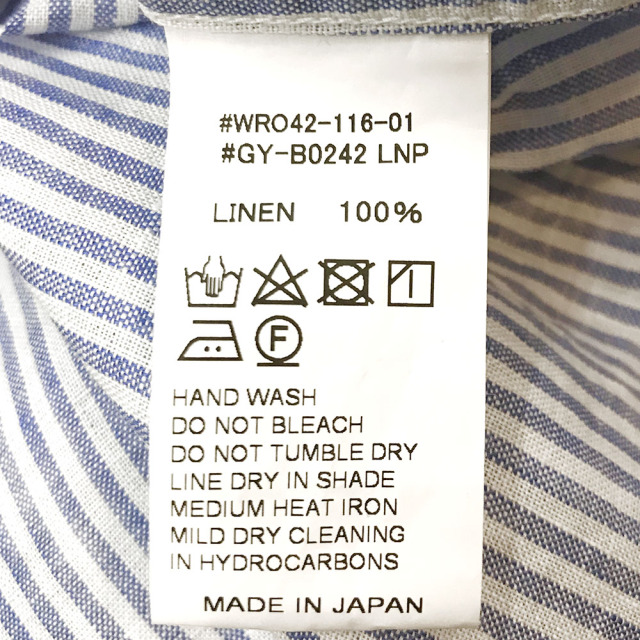 #WRO42-116-01
#GY-B0242 LNP
LINEN 100%
F
HAND WASH
DO NOT BLEACH
DO NOT TUMBLE DRY
LINE DRY IN SHADE
MEDIUM HEAT IRON
MILD DRY CLEANING
IN HYDROCARBONS
MADE IN JAPAN